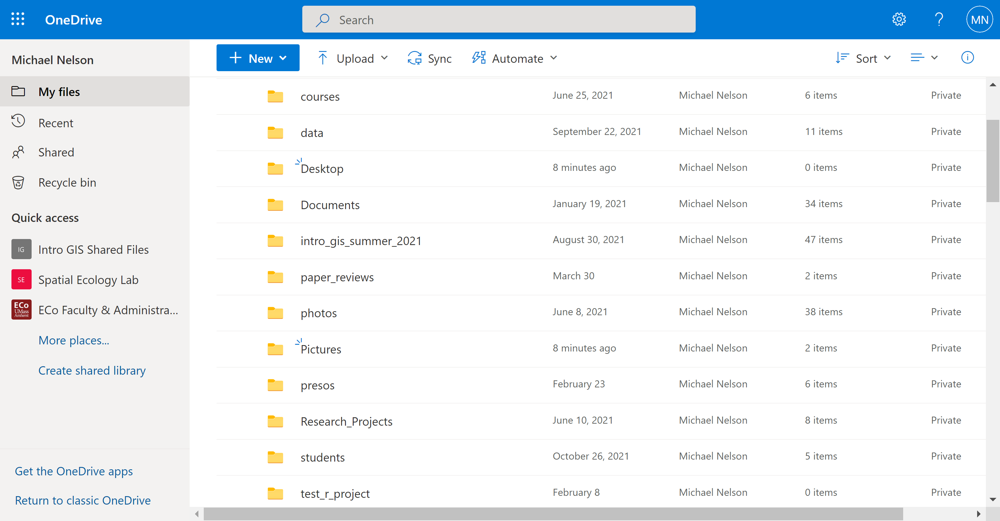 OneDrive
Search
MN
Michael Nelson
My files
Recent
Shared
Recycle bin
Quick access
IG Intro GIS Shared Files
SE Spatial Ecology Lab
ECo UMass Amherst ECo Faculty & Administra...
More places...
Create shared library
Get the OneDrive apps
Return to classic OneDrive
New Upload Sync Automate Sort
courses June 25, 2021 Michael Nelson 6 items Private
data September 22, 2021 Michael Nelson 11 items Private
Desktop 8 minutes ago Michael Nelson 0 items Private
Documents January 19, 2021 Michael Nelson 34 items Private
intro_gis_summer_2021 August 30, 2021 Michael Nelson 47 items Private
paper_reviews March 30 Michael Nelson 2 items Private
photos June 8, 2021 Michael Nelson 38 items Private
Pictures 8 minutes ago Michael Nelson 2 items Private
presos February 23 Michael Nelson 6 items Private
Research_Projects June 10, 2021 Michael Nelson 8 items Private
students October 26, 2021 Michael Nelson 5 items Private
test_r_project February 8 Michael Nelson 0 items Private